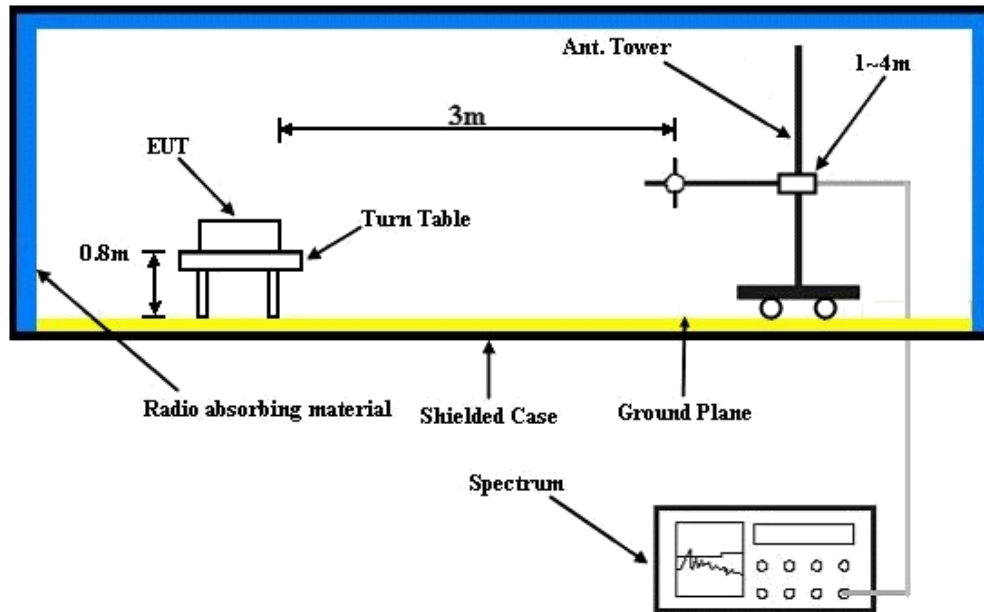 Ant. Tower
1~4m
3m
EUT
Turn Table
0.8m
Radio absorbing material
Shielded Case
Ground Plane
Spectrum